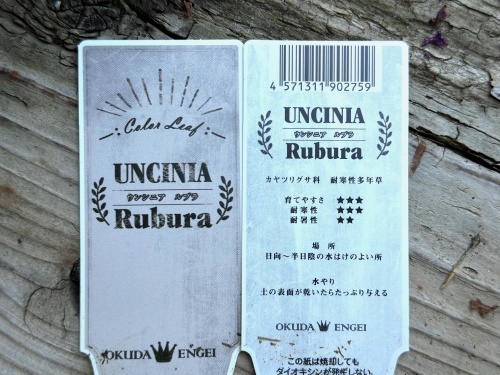 Color Leaf
UNCINIA
ウンシニア ルブラ
Rubura
OKUDA ENGEI
4 571311 902759
UNCINIA
ウンシニア ルブラ
Rubura
カヤツリグサ科 耐寒性多年草
育てやすさ ★★★
耐寒性 ★★★
耐暑性 ★★
場所
日向～半日陰の水はけのよい所
水やり
土の表面が乾いたらたっぷり与える
OKUDA ENGEI
この紙は焼却しても
ダイオキシンが発生しない